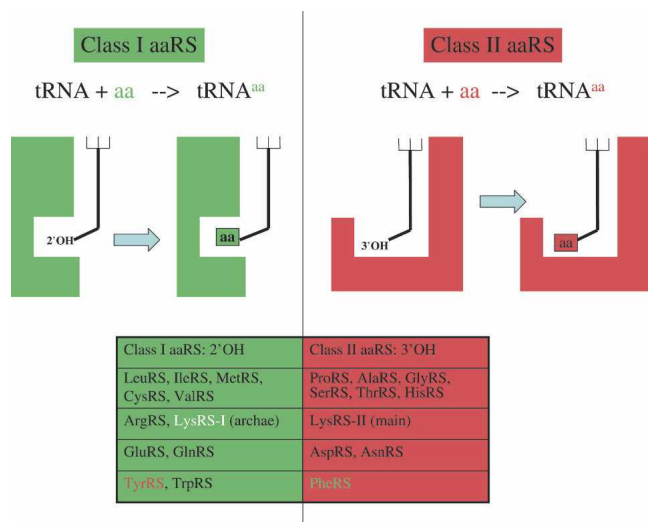 Class I aaRS
Class II aaRS
tRNA + aa --> tRNAaa
tRNA + aa --> tRNAaa
2'OH
aa
3'OH
aa
Class I aaRS: 2'OH
Class II aaRS: 3'OH
LeuRS, IleRS, MetRS,
CysRS, ValRS
ProRS, AlaRS, GlyRS,
SerRS, ThrRS, HisRS
ArgRS, LysRS-I (archae)
LysRS-II (main)
GluRS, GlnRS
AspRS, AsnRS
TyrRS, TrpRS
PheRS